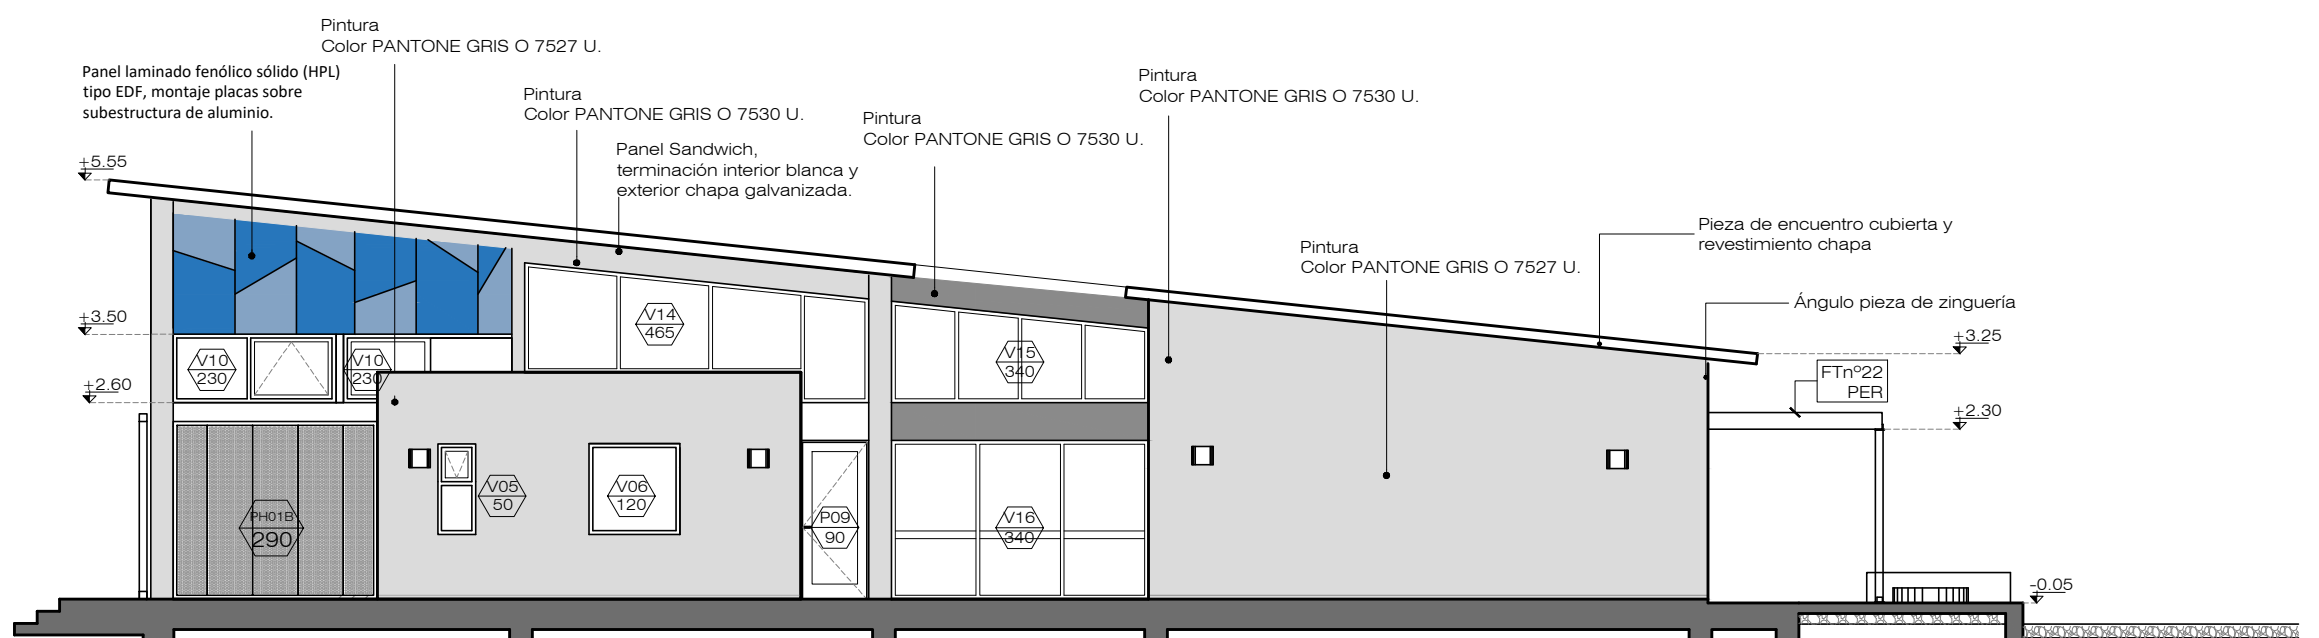 Pintura
Color PANTONE GRIS O 7527 U.
Panel laminado fenólico sólido (HPL)
tipo EDF, montaje placas sobre
subestructura de aluminio.
Pintura
Color PANTONE GRIS O 7530 U.
Panel Sandwich,
terminación interior blanca y
exterior chapa galvanizada.
Pintura
Color PANTONE GRIS O 7530 U.
Pintura
Color PANTONE GRIS O 7530 U.
Pintura
Color PANTONE GRIS O 7527 U.
Pieza de encuentro cubierta y
revestimiento chapa
Ángulo pieza de zinguería
+5.55
+3.50
+2.60
+3.25
+2.30
-0.05
FTnº22
PER
V10
230
V10
230
V14
465
V15
340
V05
50
V06
120
P09
90
V16
340
PH01B
290